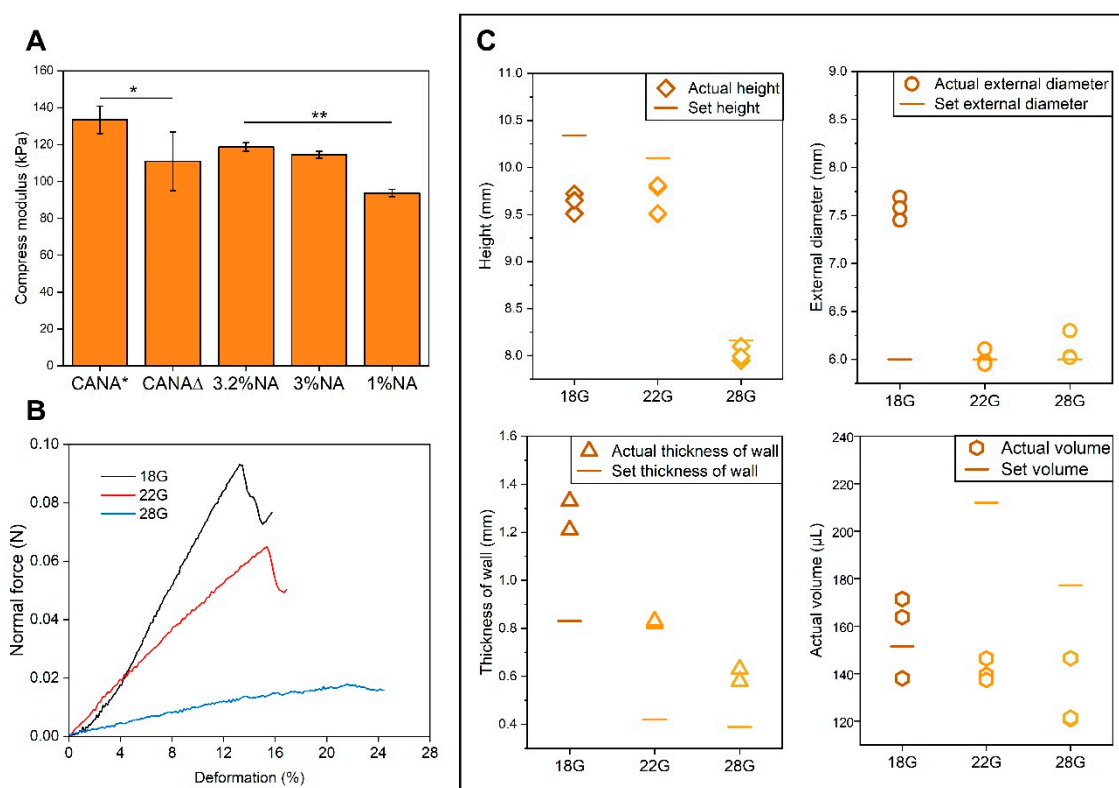 A
160
140
120
100
80
60
40
20
0
Compress modulus (kPa)
*
**
CANA*
CANAΔ
3.2%NA
3%NA
1%NA
B
0.10
0.08
0.06
0.04
0.02
0.00
Normal force (N)
18G
22G
28G
0
4
8
12
16
20
24
28
Deformation (%)
C
11.0
10.5
10.0
9.5
9.0
8.5
8.0
Height (mm)
Actual height
Set height
18G
22G
28G
9.0
8.5
8.0
7.5
7.0
6.5
6.0
External diameter (mm)
Actual external diameter
Set external diameter
18G
22G
28G
1.6
1.4
1.2
1.0
0.8
0.6
0.4
Thickness of wall (mm)
Actual thickness of wall
Set thickness of wall
18G
22G
28G
240
220
200
180
160
140
120
Actual volume (µL)
Actual volume
Set volume
18G
22G
28G